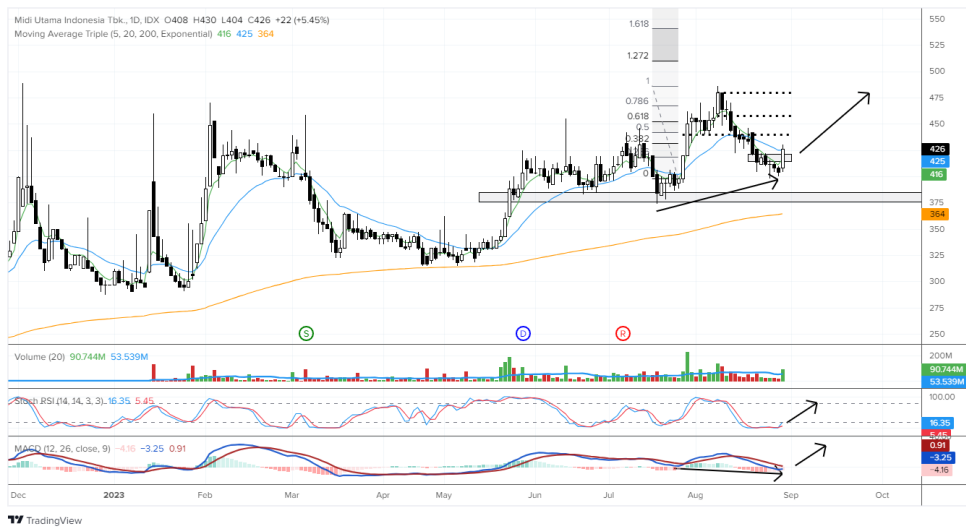 Midi Utama Indonesia Tbk., 1D, IDX O408 H430 L404 C426 +22 (+5.45%)
Moving Average Triple (5, 20, 200, Exponential) 416 425 364
1.618
1.272
1
0.786
0.618
0.5
0.382
0
550
525
500
475
450
426
425
416
400
375
364
350
325
300
275
250
S
D
R
Volume (20) 90.744M 53.539M
200M
90.744M
53.539M
Stoch RSI (14, 14, 3, 3) 16.35 5.45
100.00
16.35
5.45
MACD (12, 26, close, 9) −4.16 −3.25 0.91
0.91
−3.25
−4.16
Dec 2023 Feb Mar Apr May Jun Jul Aug Sep Oct
TradingView